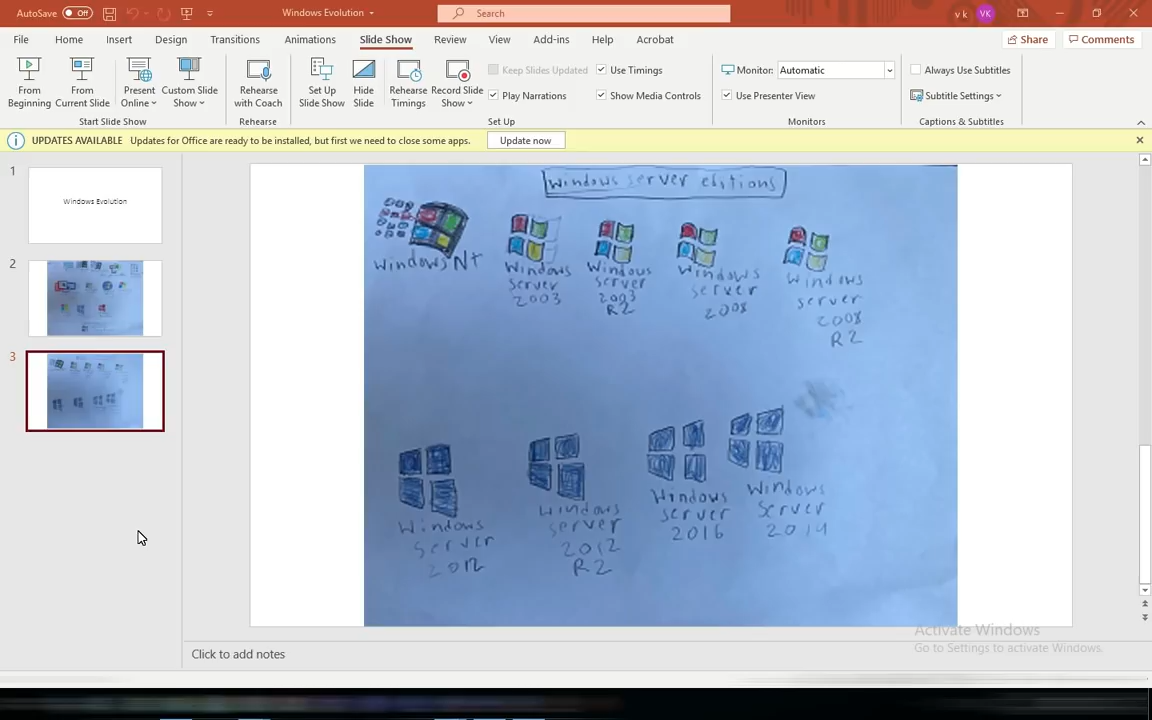 AutoSave Off
Windows Evolution
Search
v k
VK
File Home Insert Design Transitions Animations Slide Show Review View Add-ins Help Acrobat
Share
Comments
From Beginning
From Current Slide
Present Online
Custom Slide Show
Start Slide Show
Rehearse with Coach
Rehearse
Set Up Slide Show
Hide Slide
Rehearse Timings
Record Slide Show
Keep Slides Updated
Play Narrations
Use Timings
Show Media Controls
Set Up
Monitor: Automatic
Use Presenter View
Monitors
Always Use Subtitles
Subtitle Settings
Captions & Subtitles
UPDATES AVAILABLE Updates for Office are ready to be installed, but first we need to close some apps. Update now
1
Windows Evolution
2
3
Windows server editions
Windows Nt
Windows
Server
2003
Windows
Server
2003
R2
Windows
server
2008
Windows
server
2008
R2
Windows
Server
2012
Windows
server
2012
R2
Windows
server
2016
Windows
Server
2019
Click to add notes
Activate Windows
Go to Settings to activate Windows.